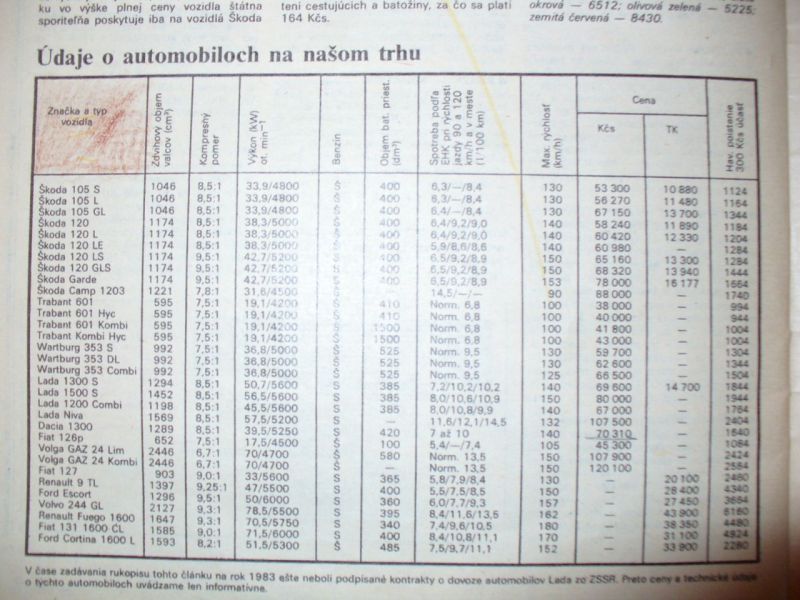 ku vo výške plnej ceny vozidla štátna
sporiteľňa poskytuje iba na vozidlá Škoda
tení cestujúcich a batožiny, za čo sa platí
164 Kčs.
okrová — 6512; olivová zelená — 5225;
zemitá červená — 8430.
Údaje o automobiloch na našom trhu
Značka a typ vozidla
Zdvihový objem valcov (cm³)
Kompresný pomer
Výkon (kW) ot. min⁻¹
Benzín
Objem bat. priest. (dm³)
Spotreba podľa EHK pri rýchlosti jazdy 90 a 120 km/h a v meste (l/100 km)
Max. rýchlosť (km/h)
Cena
Kčs
TK
Hav. poistenie 300 Kčs účasť
Škoda 105 S 1046 8,5:1 33,9/4800 Š 400 6,3/—/8,4 130 53 300 10 880 1124
Škoda 105 L 1046 8,5:1 33,9/4800 Š 400 6,3/—/8,4 130 56 270 11 480 1164
Škoda 105 GL 1046 8,5:1 33,9/4800 Š 400 6,4/—/8,4 130 67 150 13 700 1344
Škoda 120 1174 8,5:1 38,3/5000 Š 400 6,4/9,2/9,0 140 58 240 11 890 1184
Škoda 120 L 1174 8,5:1 38,3/5000 Š 400 6,4/9,2/9,0 140 60 420 12 330 1204
Škoda 120 LE 1174 8,5:1 38,3/5000 Š 400 5,9/8,6/8,6 140 60 980 — 1284
Škoda 120 LS 1174 9,5:1 42,7/5200 Š 400 6,5/9,2/8,9 150 65 160 13 300 1284
Škoda 120 GLS 1174 9,5:1 42,7/5200 Š 400 6,5/9,2/8,9 150 68 320 13 940 1444
Škoda Garde 1174 9,5:1 42,7/5200 Š 400 6,5/9,2/8,9 153 78 000 16 177 1664
Škoda Camp 1203 1221 7,8:1 31,6/4500 Š — 14,5/—/— 90 88 000 — 1740
Trabant 601 595 7,5:1 19,1/4200 Š 410 Norm. 6,8 100 38 000 — 994
Trabant 601 Hyc 595 7,5:1 19,1/4200 Š 410 Norm. 6,8 100 40 000 — 944
Trabant 601 Kombi 595 7,5:1 19,1/4200 Š 1500 Norm. 6,8 100 41 800 — 1004
Trabant Kombi Hyc 595 7,5:1 19,1/4200 Š 1500 Norm. 6,8 100 43 000 — 1004
Wartburg 353 S 992 7,5:1 36,8/5000 Š 525 Norm. 9,5 130 59 700 — 1304
Wartburg 353 DL 992 7,5:1 36,8/5000 Š 525 Norm. 9,5 130 62 600 — 1344
Wartburg 353 Combi 992 7,5:1 36,8/5000 Š 525 Norm. 9,5 125 66 500 — 1504
Lada 1300 S 1294 8,5:1 50,7/5600 S 385 7,2/10,2/10,2 140 69 600 14 700 1844
Lada 1500 S 1452 8,5:1 56,5/5600 S 385 8,0/10,6/10,9 150 80 000 — 1944
Lada 1200 Combi 1198 8,5:1 45,5/5600 S 385 8,0/10,8/9,9 140 67 000 — 1764
Lada Niva 1569 8,5:1 57,5/5200 S — 11,6/12,1/14,5 132 107 500 — 2404
Dacia 1300 1289 8,5:1 39,5/5250 S 420 7 až 10 140 70 310 — 1640
Fiat 126p 652 7,5:1 17,5/4500 Š 100 5,4/—/7,4 105 45 300 — 1084
Volga GAZ 24 Lim 2446 6,7:1 70/4700 Š 580 Norm. 13,5 150 107 900 — 2424
Volga GAZ 24 Kombi 2446 6,7:1 70/4700 Š — Norm. 13,5 150 120 100 — 2584
Fiat 127 903 9,0:1 33/5600 S 365 5,8/7,9/8,4 130 — 20 100 2480
Renault 9 TL 1397 9,25:1 47/5500 S 400 5,5/7,5/8,5 150 — 28 400 4340
Ford Escort 1296 9,5:1 50/6000 S 360 6,0/7,7/9,3 157 — 27 450 3664
Volvo 244 GL 2127 9,3:1 78,5/5500 S 395 8,4/11,6/13,5 162 — 43 900 6160
Renault Fuego 1600 1647 9,3:1 70,5/5750 S 340 7,4/9,6/10,5 180 — 38 350 4480
Fiat 131 1600 CL 1585 9,0:1 71,5/6000 S 400 8,4/10,8/11,1 170 — 31 100 4924
Ford Cortina 1600 L 1593 8,2:1 51,5/5300 Š 485 7,5/9,7/11,1 152 — 33 900 2280
V čase zadávania rukopisu tohto článku na rok 1983 ešte neboli podpísané kontrakty o dovoze automobilov Lada zo ZSSR. Preto ceny a technické údaje
o týchto automobiloch uvádzame len informatívne.